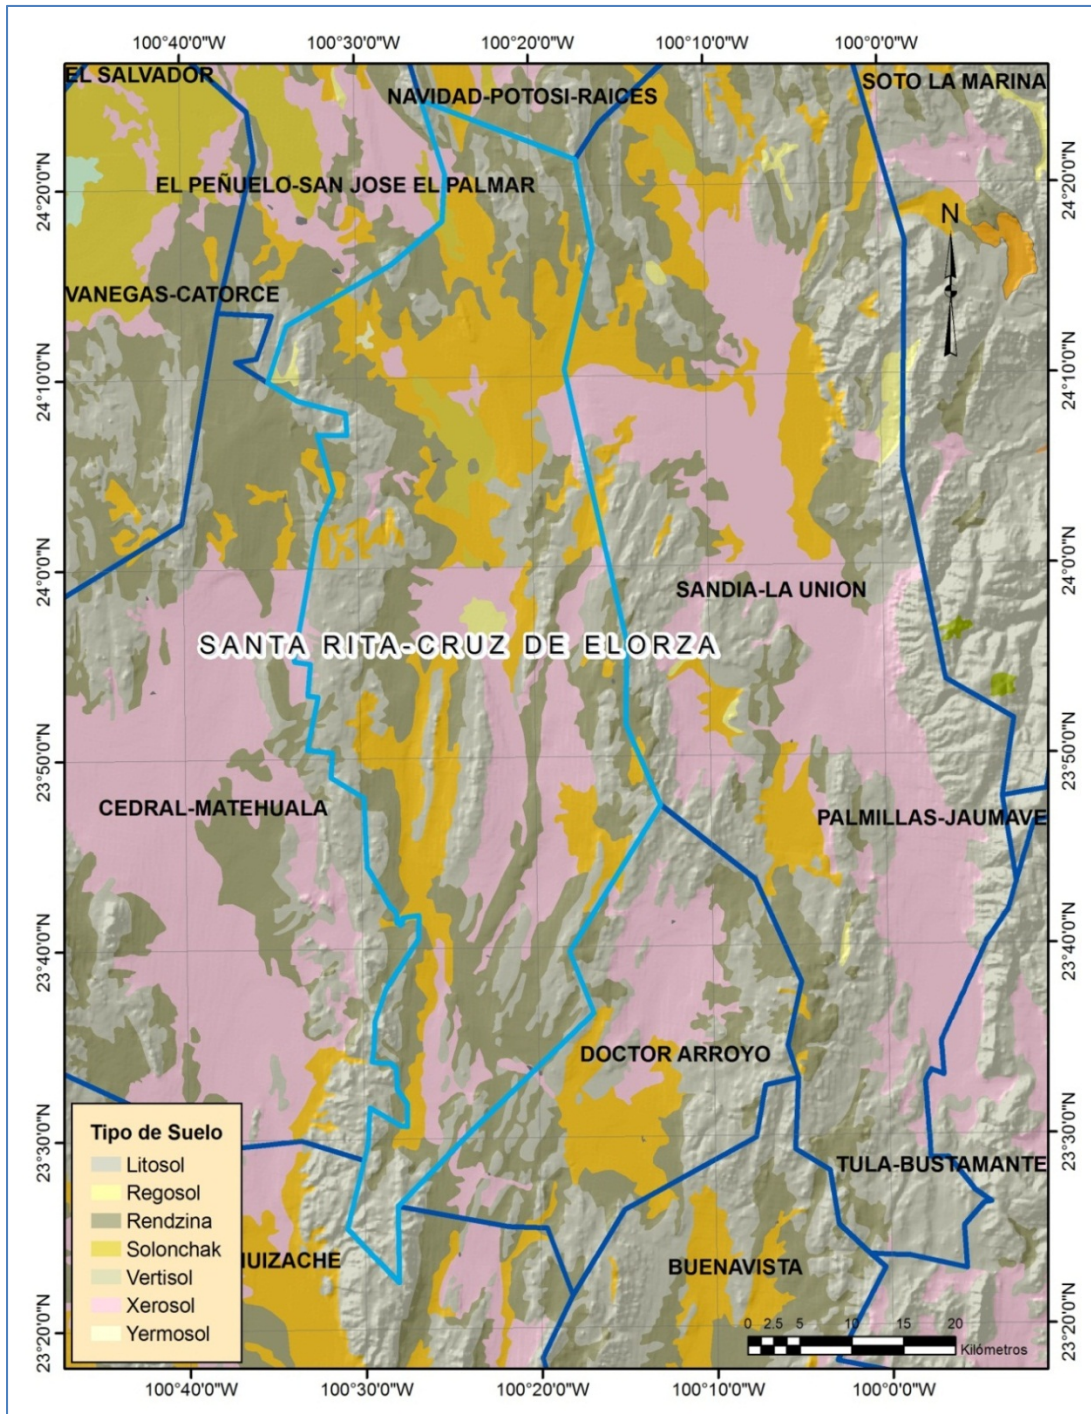 100°40'0"W 100°30'0"W 100°20'0"W 100°10'0"W 100°0'0"W
EL SALVADOR
SOTO LA MARINA
NAVIDAD-POTOSI-RAICES
24°20'0"N
EL PEÑUELO-SAN JOSE EL PALMAR
24°20'0"N
N
VANEGAS-CATORCE
24°10'0"N
24°10'0"N
24°0'0"N
24°0'0"N
SANDIA-LA UNION
SANTA RITA-CRUZ DE ELORZA
23°50'0"N
23°50'0"N
CEDRAL-MATEHUALA
PALMILLAS-JAUMAVE
23°40'0"N
23°40'0"N
DOCTOR ARROYO
23°30'0"N
23°30'0"N
TULA-BUSTAMANTE
Tipo de Suelo
Litosol
Regosol
Rendzina
Solonchak
Vertisol
Xerosol
Yermosol
HUIZACHE
BUENAVISTA
23°20'0"N
23°20'0"N
0 2.5 5 10 15 20
Kilómetros
100°40'0"W 100°30'0"W 100°20'0"W 100°10'0"W 100°0'0"W